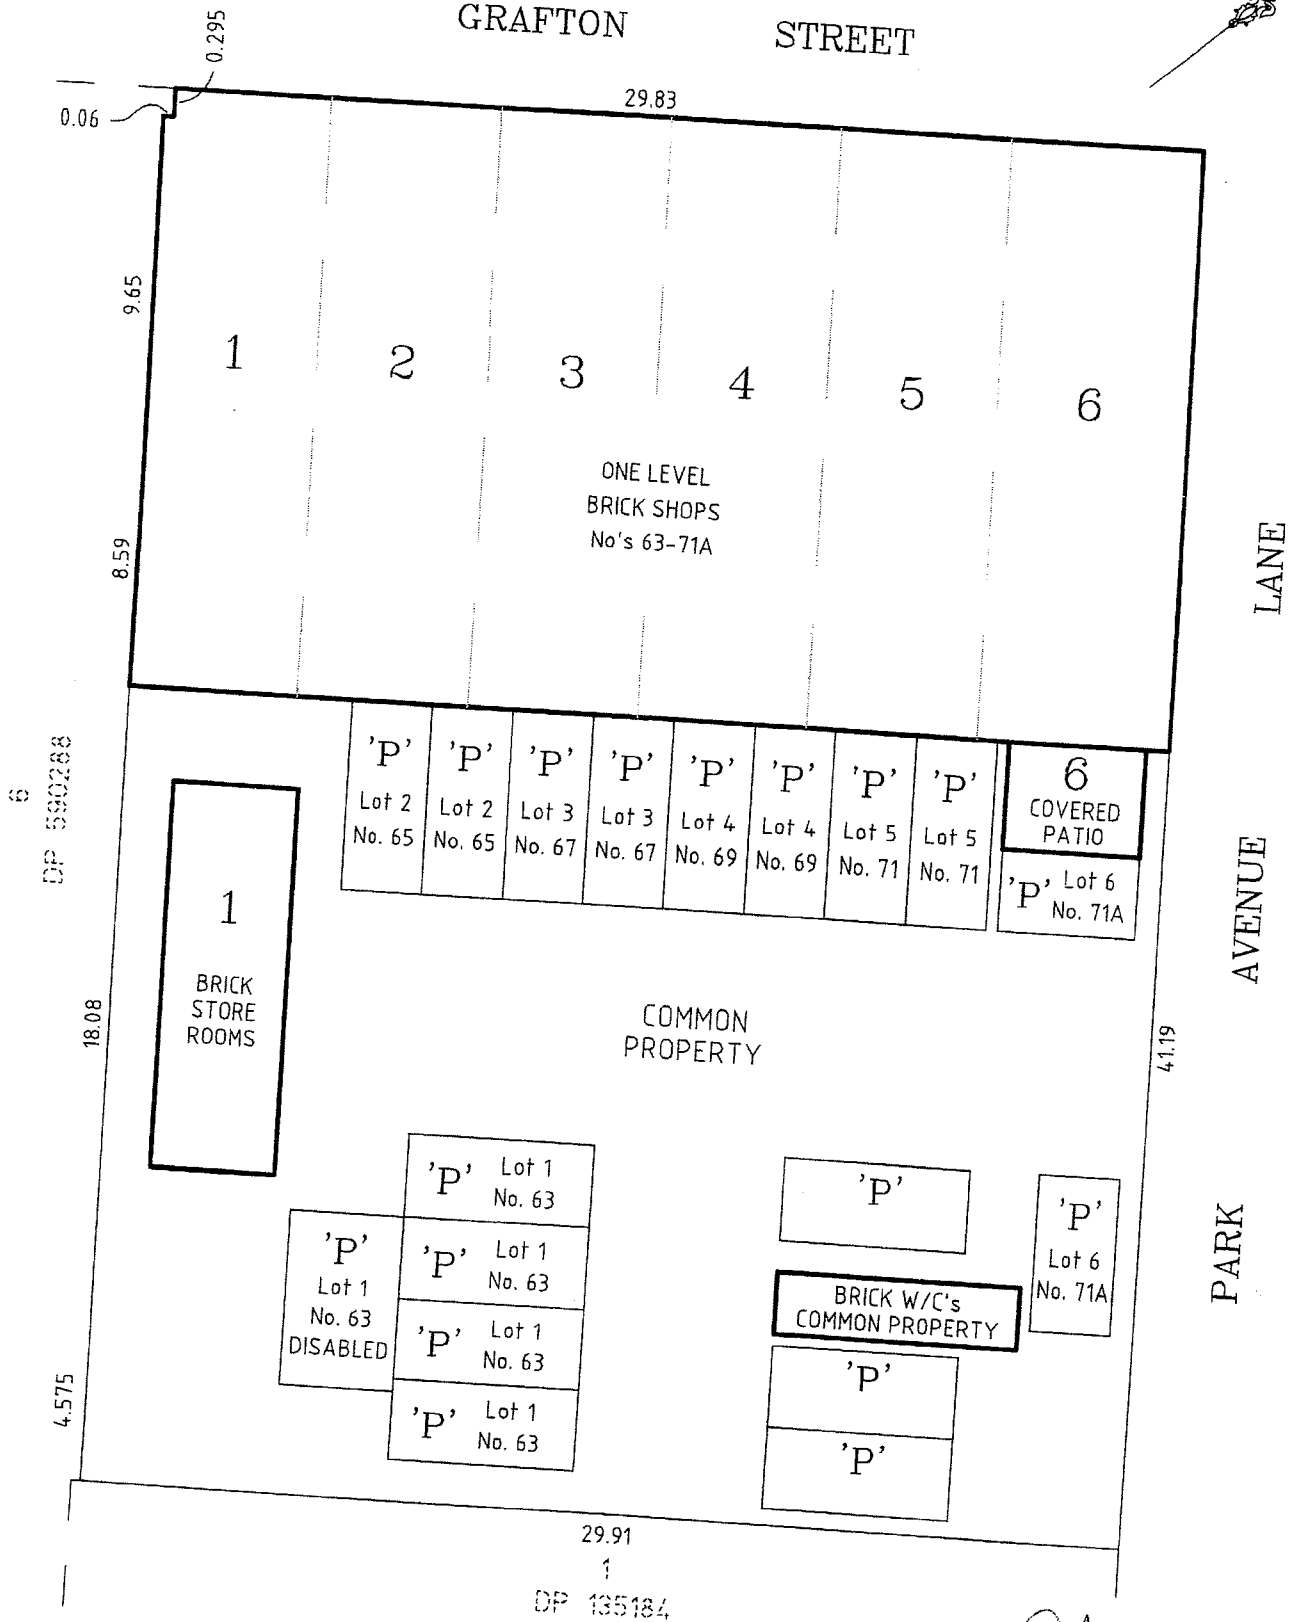 GRAFTON STREET
0.295
0.06
29.83
9.65
8.59
1
2
3
4
5
6
ONE LEVEL
BRICK SHOPS
No's 63-71A
LANE
AVENUE
PARK
6
DP 590288
18.08
4.575
41.19
'P'
Lot 2
No. 65
'P'
Lot 2
No. 65
'P'
Lot 3
No. 67
'P'
Lot 3
No. 67
'P'
Lot 4
No. 69
'P'
Lot 4
No. 69
'P'
Lot 5
No. 71
'P'
Lot 5
No. 71
6
COVERED
PATIO
'P' Lot 6
No. 71A
1
BRICK
STORE
ROOMS
COMMON
PROPERTY
'P' Lot 1
No. 63
'P' Lot 1
No. 63
'P' Lot 1
No. 63
'P' Lot 1
No. 63
'P'
Lot 1
No. 63
DISABLED
'P'
'P'
Lot 6
No. 71A
BRICK W/C's
COMMON PROPERTY
'P'
'P'
29.91
1
DP 135184